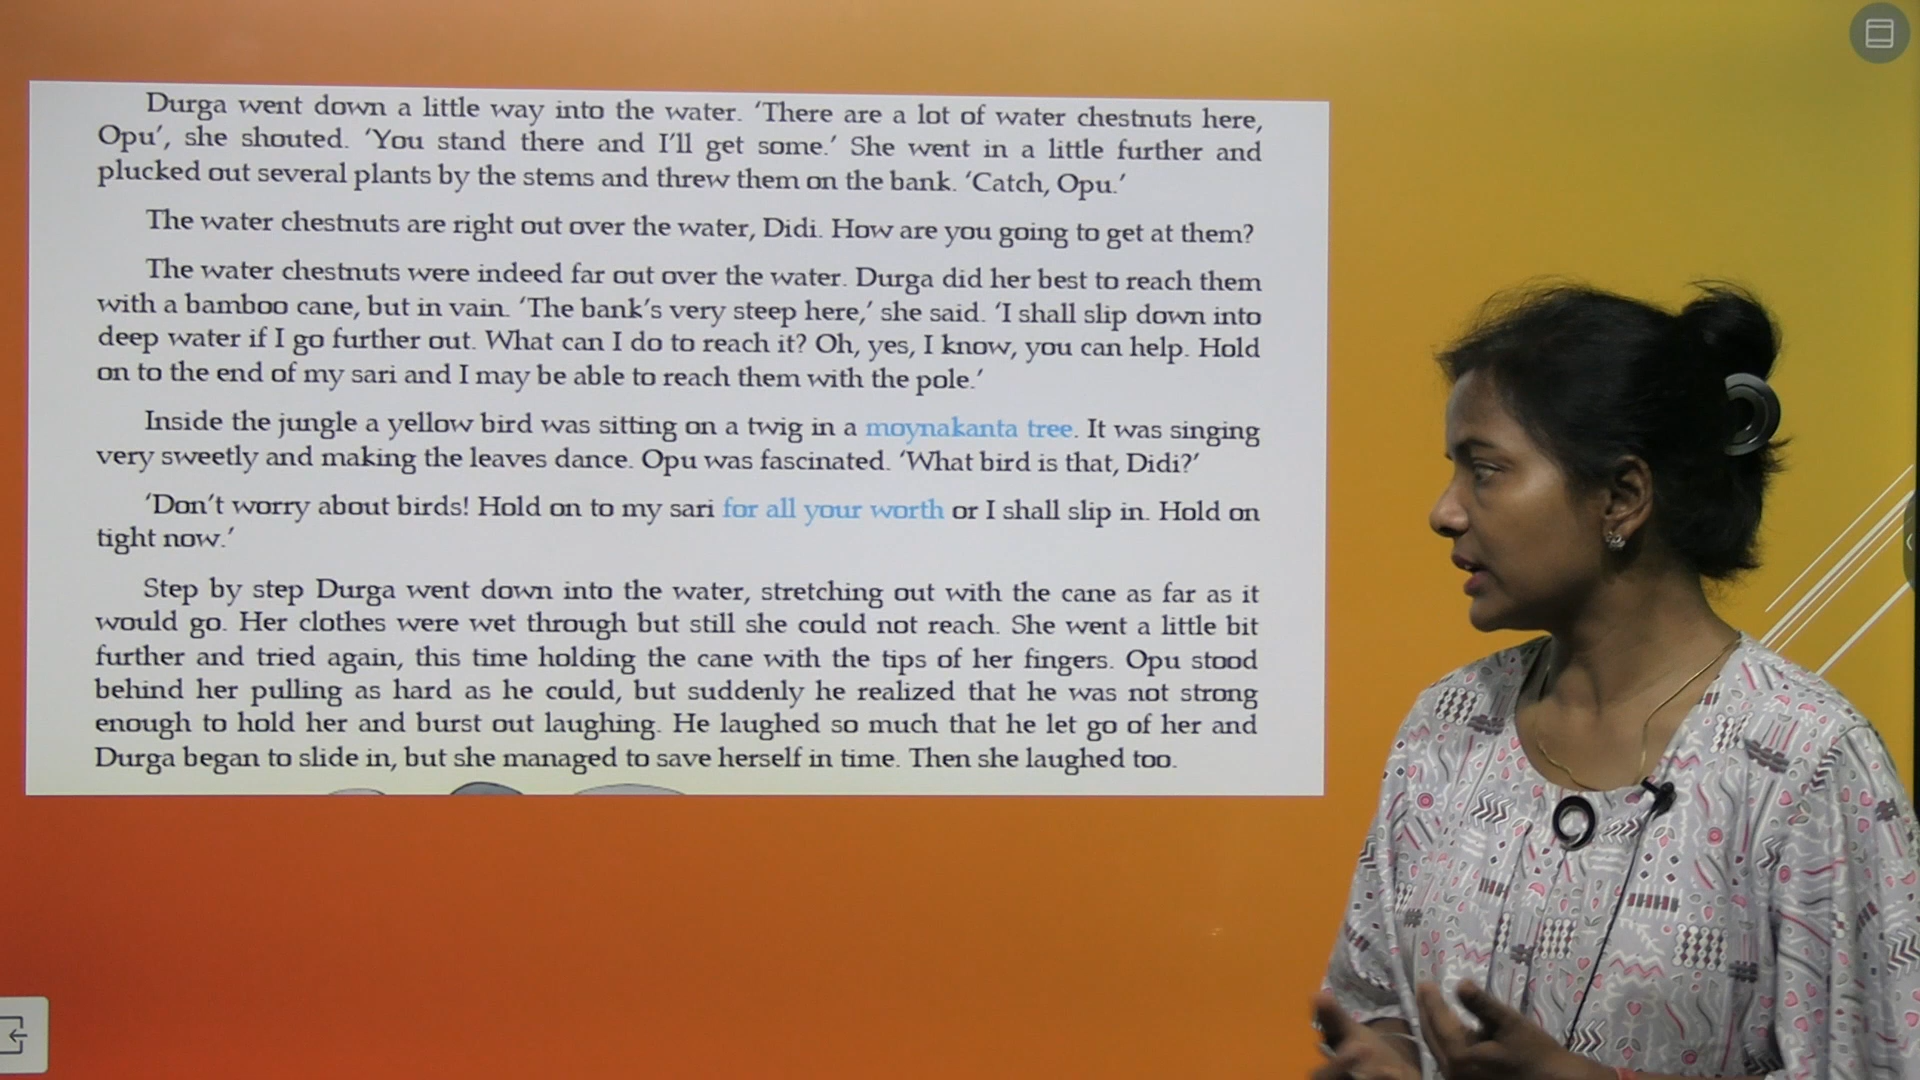 Durga went down a little way into the water. ‘There are a lot of water chestnuts here,
Opu’, she shouted. ‘You stand there and I’ll get some.’ She went in a little further and
plucked out several plants by the stems and threw them on the bank. ‘Catch, Opu.’
The water chestnuts are right out over the water, Didi. How are you going to get at them?
The water chestnuts were indeed far out over the water. Durga did her best to reach them
with a bamboo cane, but in vain. ‘The bank’s very steep here,’ she said. ‘I shall slip down into
deep water if I go further out. What can I do to reach it? Oh, yes, I know, you can help. Hold
on to the end of my sari and I may be able to reach them with the pole.’
Inside the jungle a yellow bird was sitting on a twig in a moynakanta tree. It was singing
very sweetly and making the leaves dance. Opu was fascinated. ‘What bird is that, Didi?’
‘Don’t worry about birds! Hold on to my sari for all your worth or I shall slip in. Hold on
tight now.’
Step by step Durga went down into the water, stretching out with the cane as far as it
would go. Her clothes were wet through but still she could not reach. She went a little bit
further and tried again, this time holding the cane with the tips of her fingers. Opu stood
behind her pulling as hard as he could, but suddenly he realized that he was not strong
enough to hold her and burst out laughing. He laughed so much that he let go of her and
Durga began to slide in, but she managed to save herself in time. Then she laughed too.